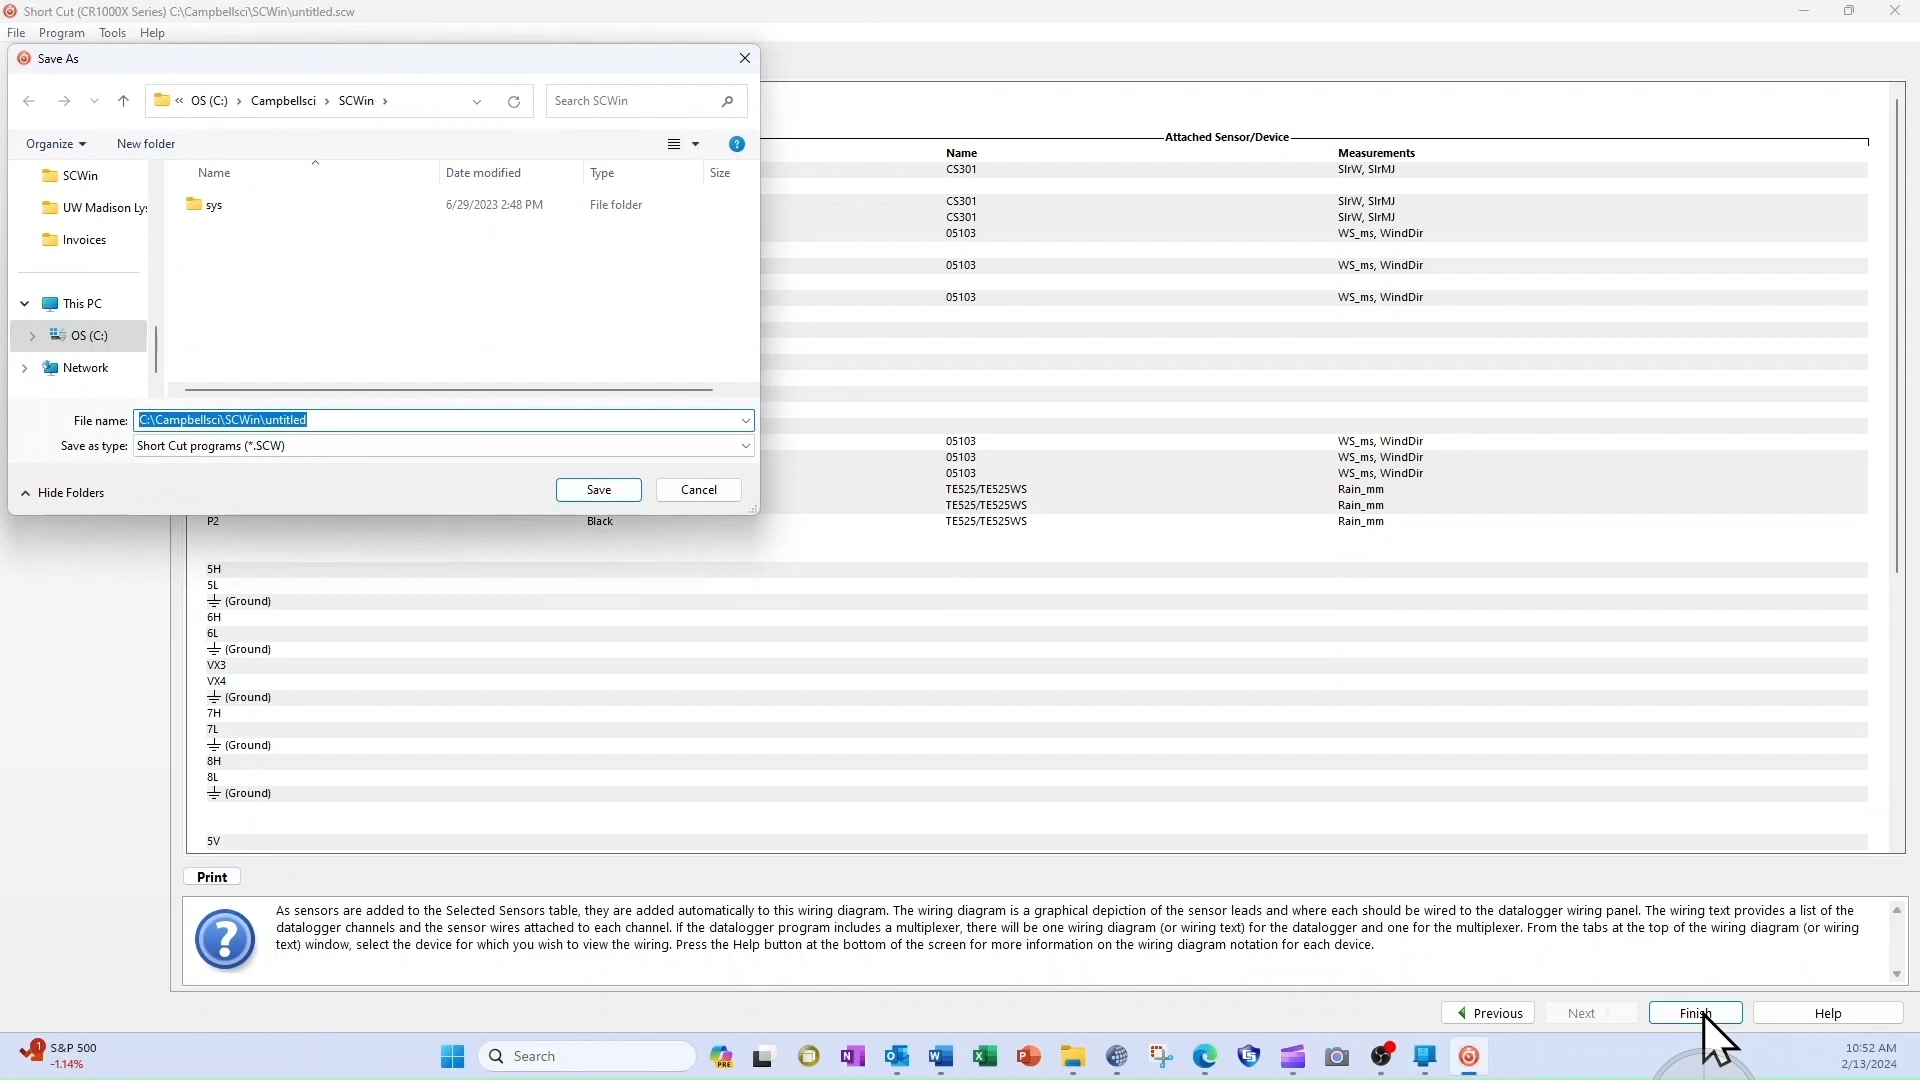 Short Cut (CR1000X Series) C:\Campbellsci\SCWin\untitled.scw
File Program Tools Help
Save As
« OS (C:) › Campbellsci › SCWin ›
Search SCWin
Organize
New folder
SCWin
UW Madison Lys
Invoices
This PC
OS (C:)
Network
Name Date modified Type Size
sys 6/29/2023 2:48 PM File folder
File name: C:\Campbellsci\SCWin\untitled
Save as type: Short Cut programs (*.SCW)
Hide Folders
Save
Cancel
Attached Sensor/Device
Name Measurements
CS301 SlrW, SlrMJ
CS301 SlrW, SlrMJ
CS301 SlrW, SlrMJ
05103 WS_ms, WindDir
05103 WS_ms, WindDir
05103 WS_ms, WindDir
05103 WS_ms, WindDir
05103 WS_ms, WindDir
05103 WS_ms, WindDir
TE525/TE525WS Rain_mm
TE525/TE525WS Rain_mm
P2 Black TE525/TE525WS Rain_mm
5H
5L
(Ground)
6H
6L
(Ground)
VX3
VX4
(Ground)
7H
7L
(Ground)
8H
8L
(Ground)
5V
Print
As sensors are added to the Selected Sensors table, they are added automatically to this wiring diagram. The wiring diagram is a graphical depiction of the sensor leads and where each should be wired to the datalogger wiring panel. The wiring text provides a list of the
datalogger channels and the sensor wires attached to each channel. If the datalogger program includes a multiplexer, there will be one wiring diagram (or wiring text) for the datalogger and one for the multiplexer. From the tabs at the top of the wiring diagram (or wiring
text) window, select the device for which you wish to view the wiring. Press the Help button at the bottom of the screen for more information on the wiring diagram notation for each device.
Previous Next Finish Help
1
S&P 500
-1.14%
Search
PRE
10:52 AM
2/13/2024